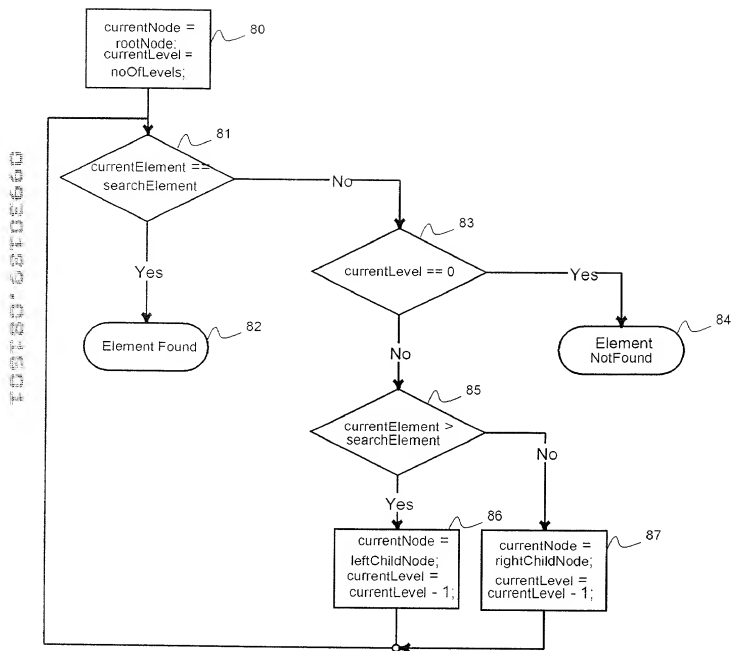 currentNode =
rootNode;
currentLevel =
noOfLevels;
80
81
currentElement ==
searchElement
No
83
currentLevel == 0
Yes
Yes
82
Element Found
84
Element
NotFound
No
85
currentElement >
searchElement
No
Yes
86
currentNode =
leftChildNode;
currentLevel =
currentLevel - 1;
87
currentNode =
rightChildNode;
currentLevel =
currentLevel - 1;